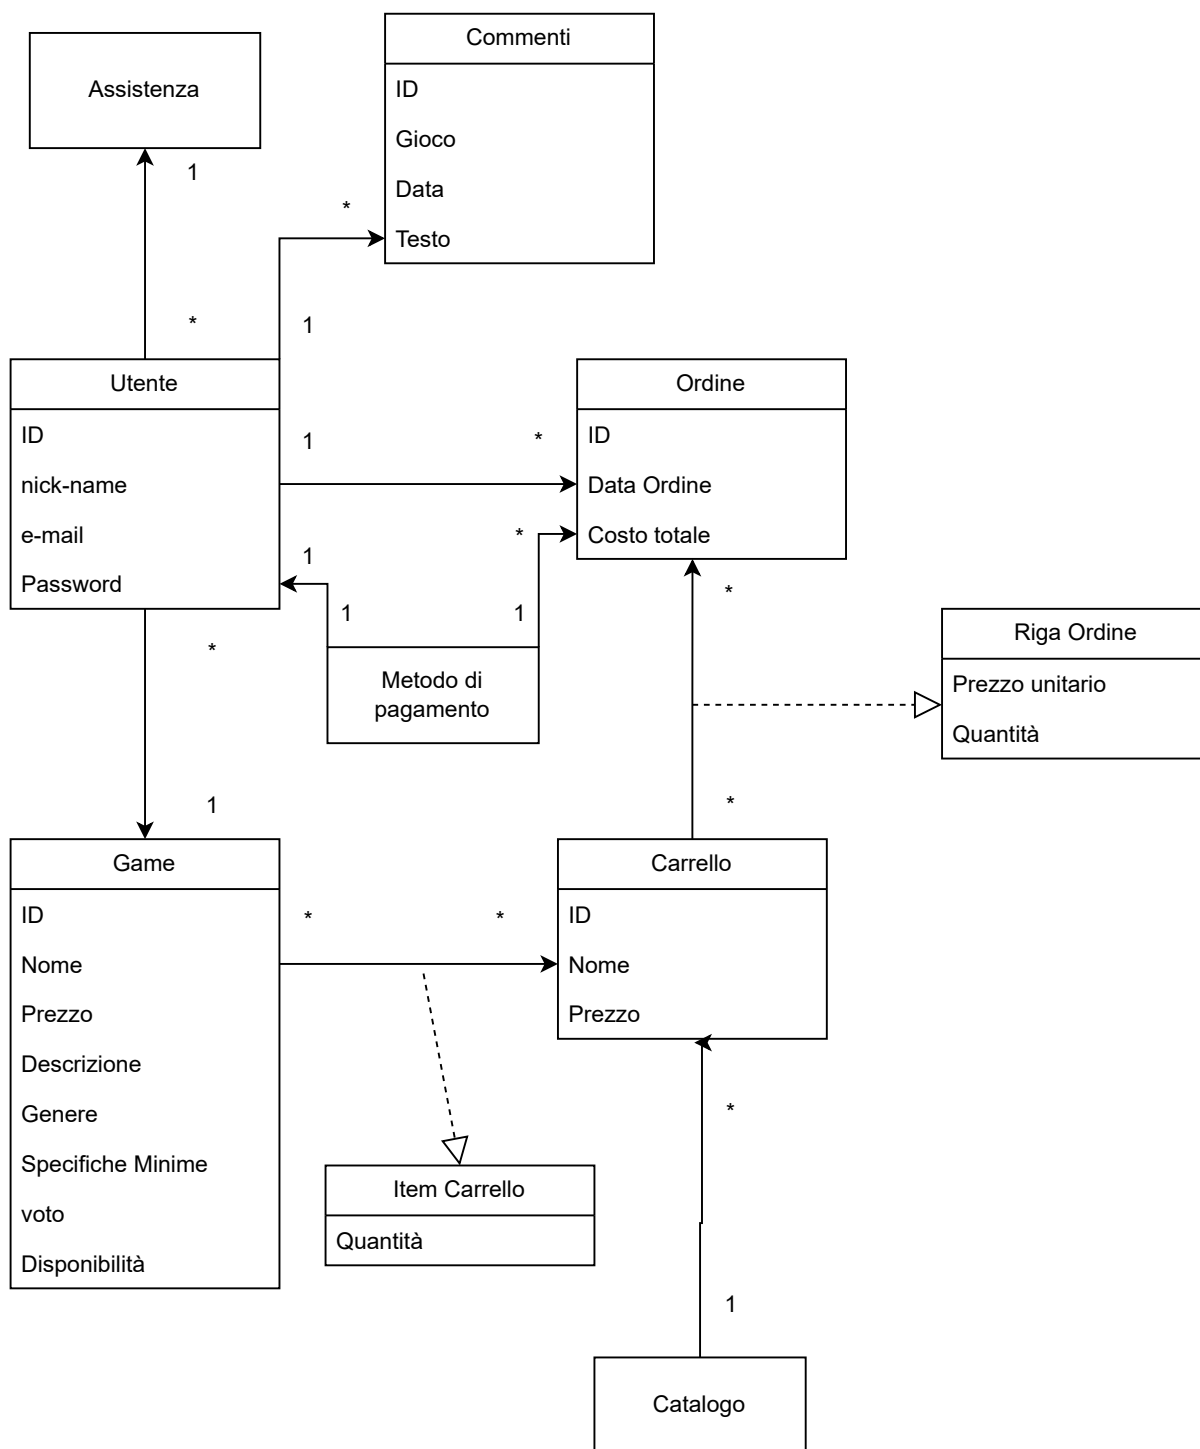 Commenti
ID
Gioco
Data
Testo
Assistenza
1
*
*
1
Utente
ID
nick-name
e-mail
Password
Ordine
ID
Data Ordine
Costo totale
1
*
1
*
1
1
Metodo di
pagamento
*
1
*
*
Riga Ordine
Prezzo unitario
Quantità
Game
ID
Nome
Prezzo
Descrizione
Genere
Specifiche Minime
voto
Disponibilità
*
*
Carrello
ID
Nome
Prezzo
Item Carrello
Quantità
*
1
Catalogo